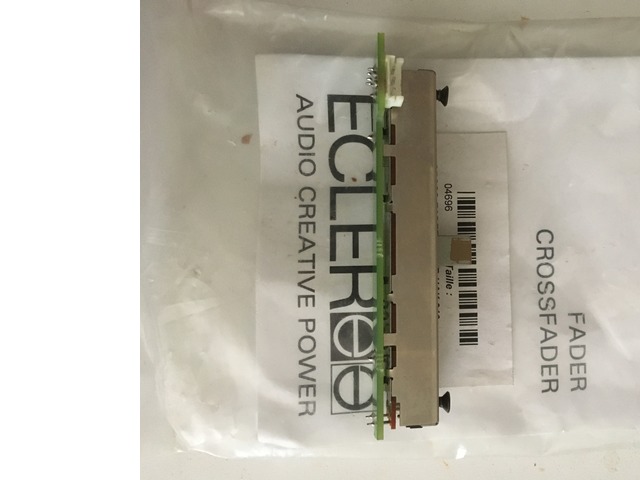 ECLER
AUDIO CREATIVE POWER
04696
Taille :
FADER
CROSSFADER